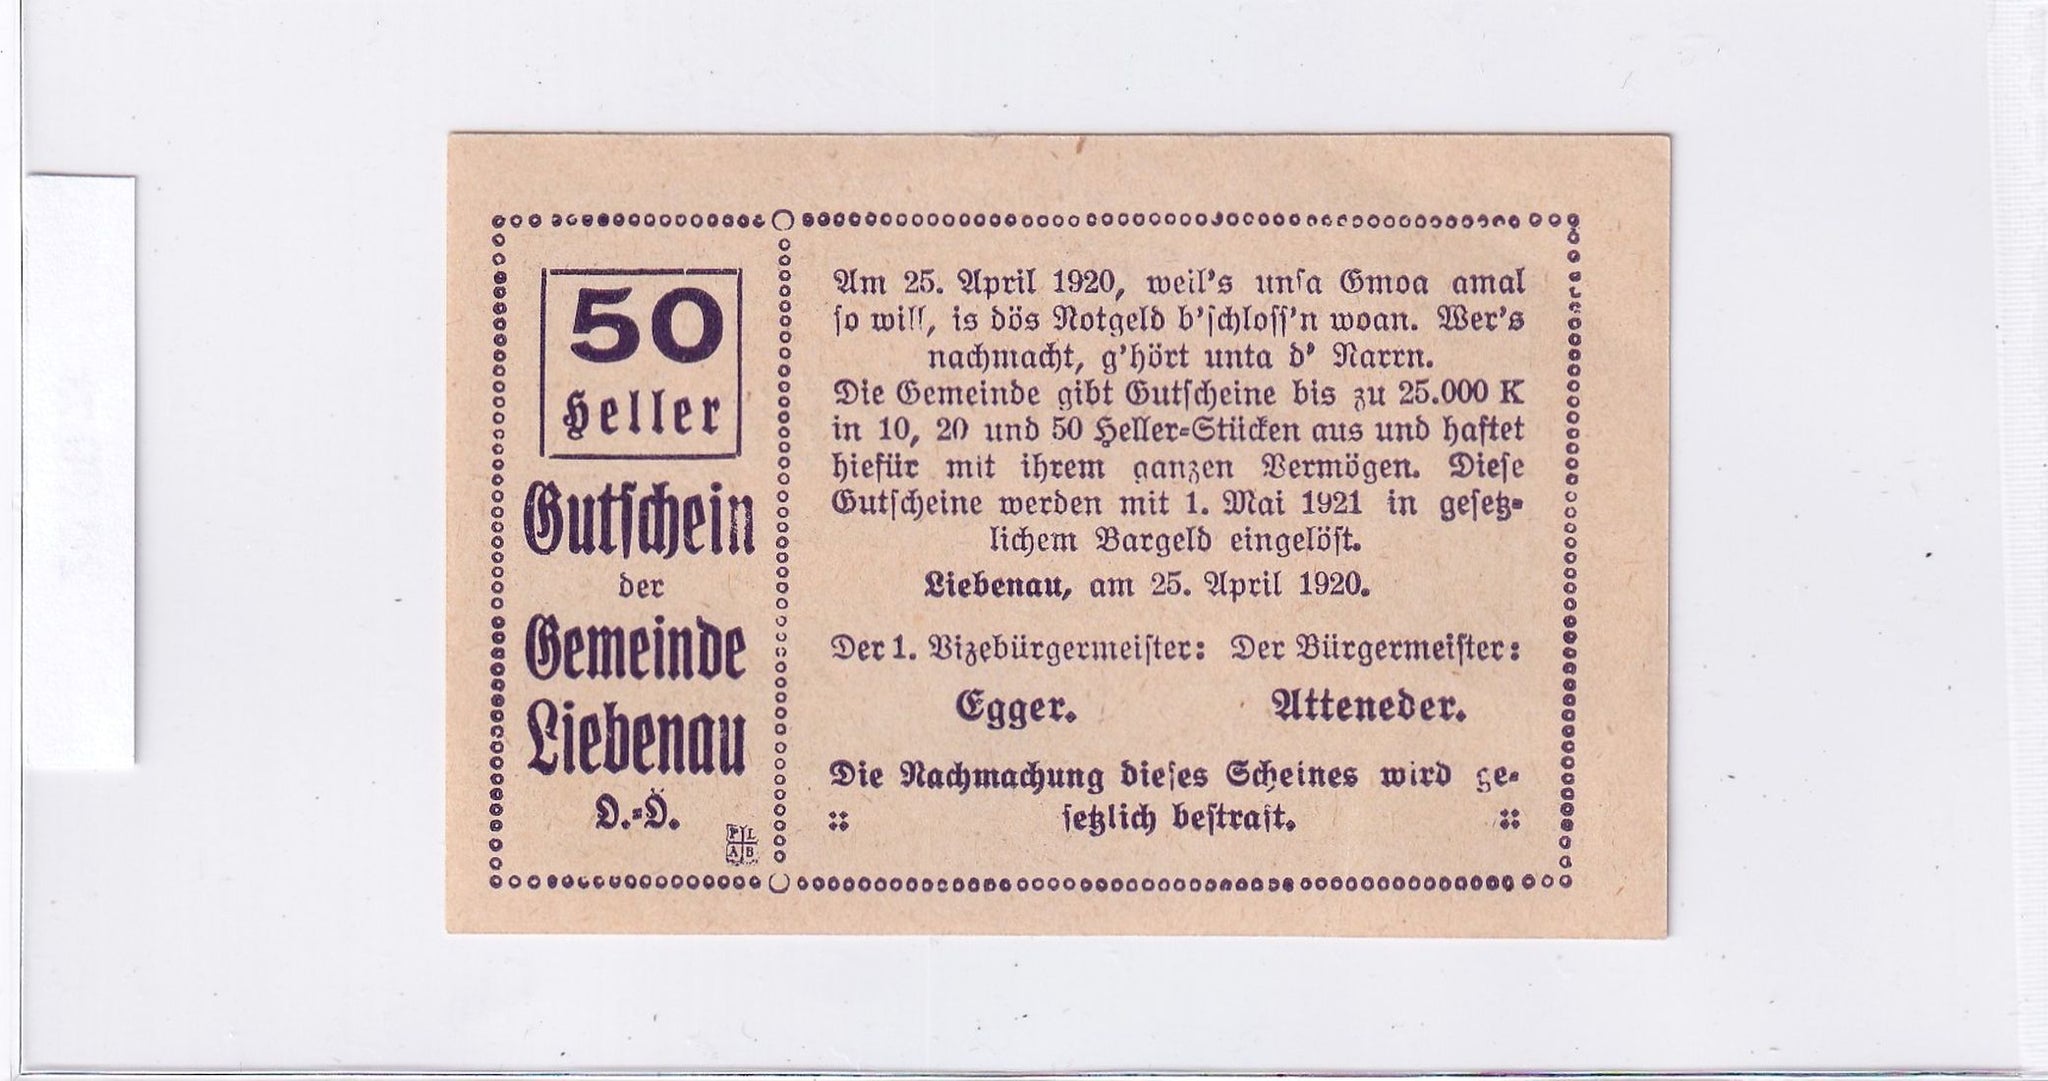 50
Heller
Gutschein
der
Gemeinde
Liebenau
O.-Ö.
P L
A B
Am 25. April 1920, weil's unsa Gmoa amal
so will, is dös Notgeld b'schloss'n woan. Wer's
nachmacht, g'hört unta d' Narrn.
Die Gemeinde gibt Gutscheine bis zu 25.000 K
in 10, 20 und 50 Heller-Stücken aus und haftet
hiefür mit ihrem ganzen Vermögen. Diese
Gutscheine werden mit 1. Mai 1921 in gesetz-
lichem Bargeld eingelöst.
Liebenau, am 25. April 1920.
Der 1. Vizebürgermeister: Der Bürgermeister:
Egger. Atteneder.
Die Nachmachung dieses Scheines wird ge-
:: setzlich bestraft. ::